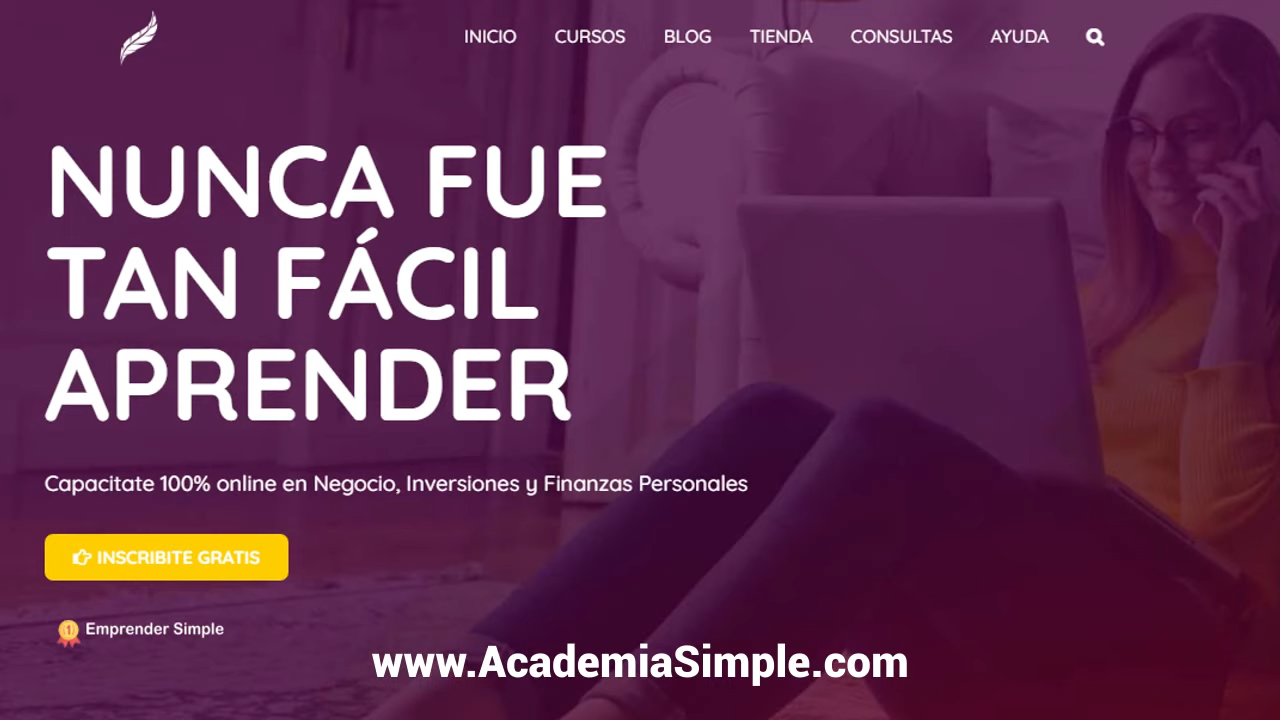 INICIO CURSOS BLOG TIENDA CONSULTAS AYUDA
NUNCA FUE
TAN FÁCIL
APRENDER
Capacitate 100% online en Negocio, Inversiones y Finanzas Personales
INSCRIBITE GRATIS
1 Emprender Simple
www.AcademiaSimple.com